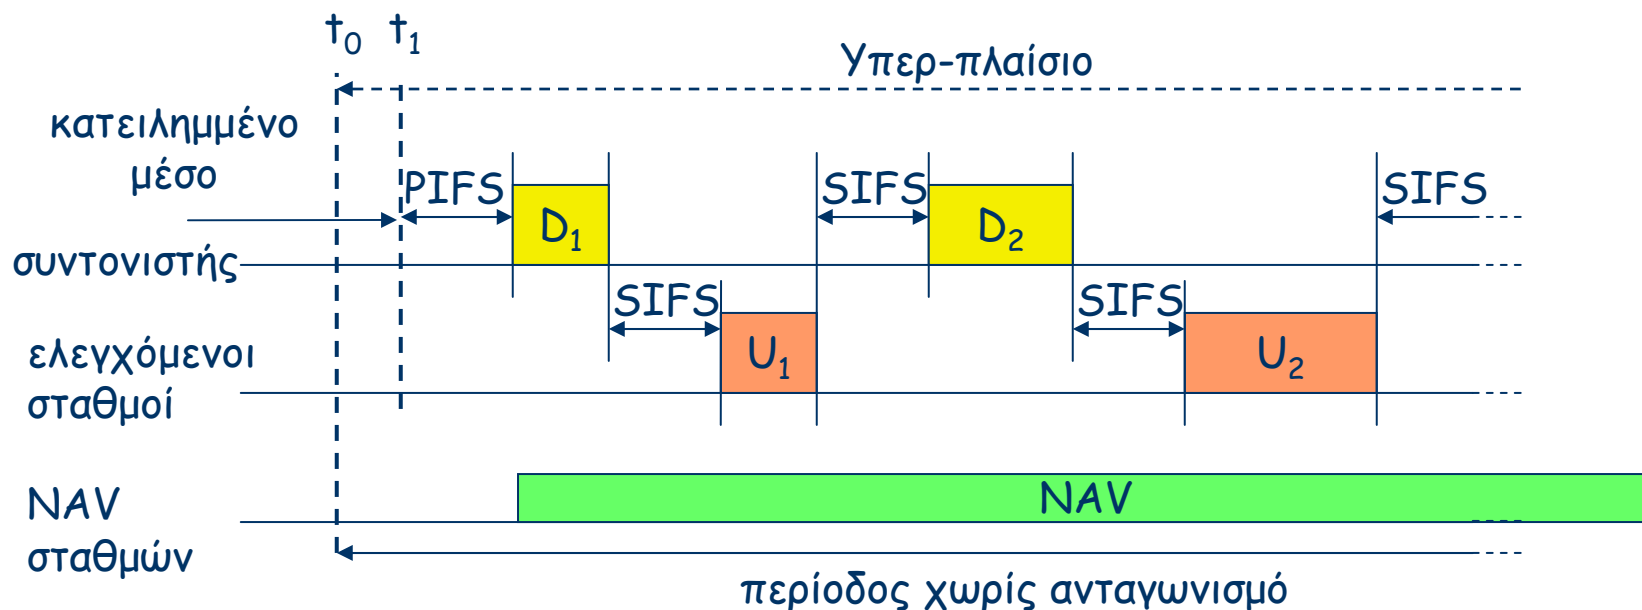 t0 t1
Υπερ-πλαίσιο
κατειλημμένο
μέσο
PIFS
SIFS
SIFS
D1
D2
συντονιστής
SIFS
SIFS
ελεγχόμενοι
σταθμοί
U1
U2
NAV
σταθμών
NAV
περίοδος χωρίς ανταγωνισμό